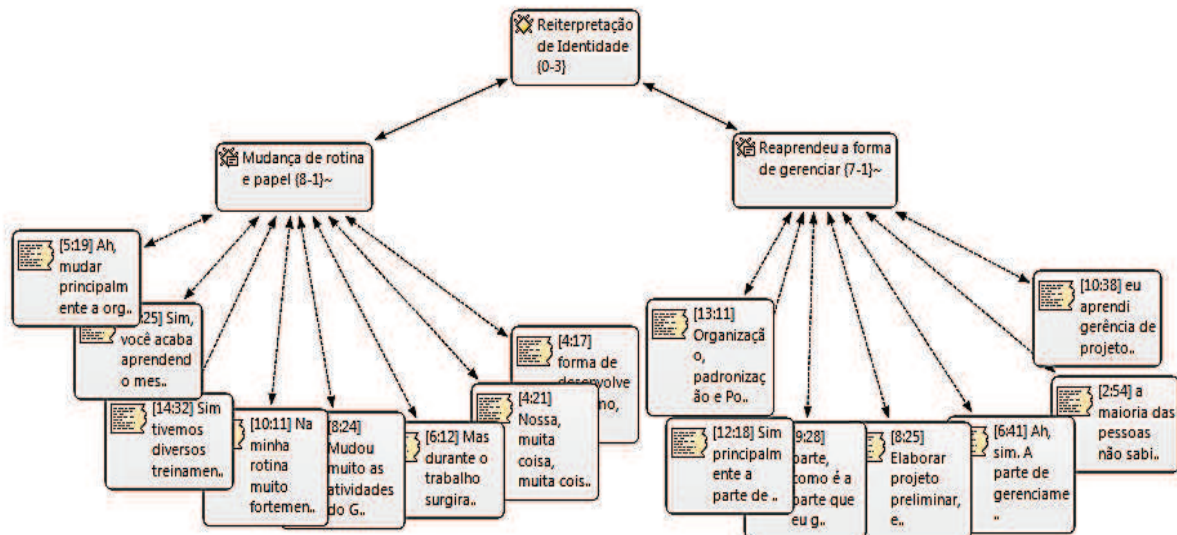 Reiterpretação
de Identidade
{0-3}
Mudança de rotina
e papel {8-1}~
Reaprendeu a forma
de gerenciar {7-1}~
[5:19] Ah,
mudar
principalm
ente a org..
:25] Sim,
você acaba
aprendend
o mes..
[14:32] Sim
tivemos
diversos
treinamen..
[10:11] Na
minha
rotina
muito
fortemen..
[8:24]
Mudou
muito as
atividades
do G..
[6:12] Mas
durante o
trabalho
surgira..
[4:21]
Nossa,
muita
coisa,
muita cois..
[4:17]
forma de
[13:11]
Organizaçã
o,
padronizaç
ão e Po..
[12:18] Sim
principalm
ente a
parte de ..
9:28]
parte,
como é a
parte que
eu g..
[8:25]
Elaborar
projeto
preliminar,
e..
[6:41] Ah,
sim. A
parte de
gerenciame
..
[2:54] a
maioria das
pessoas
não sabi..
[10:38] eu
aprendi
gerência de
projeto..